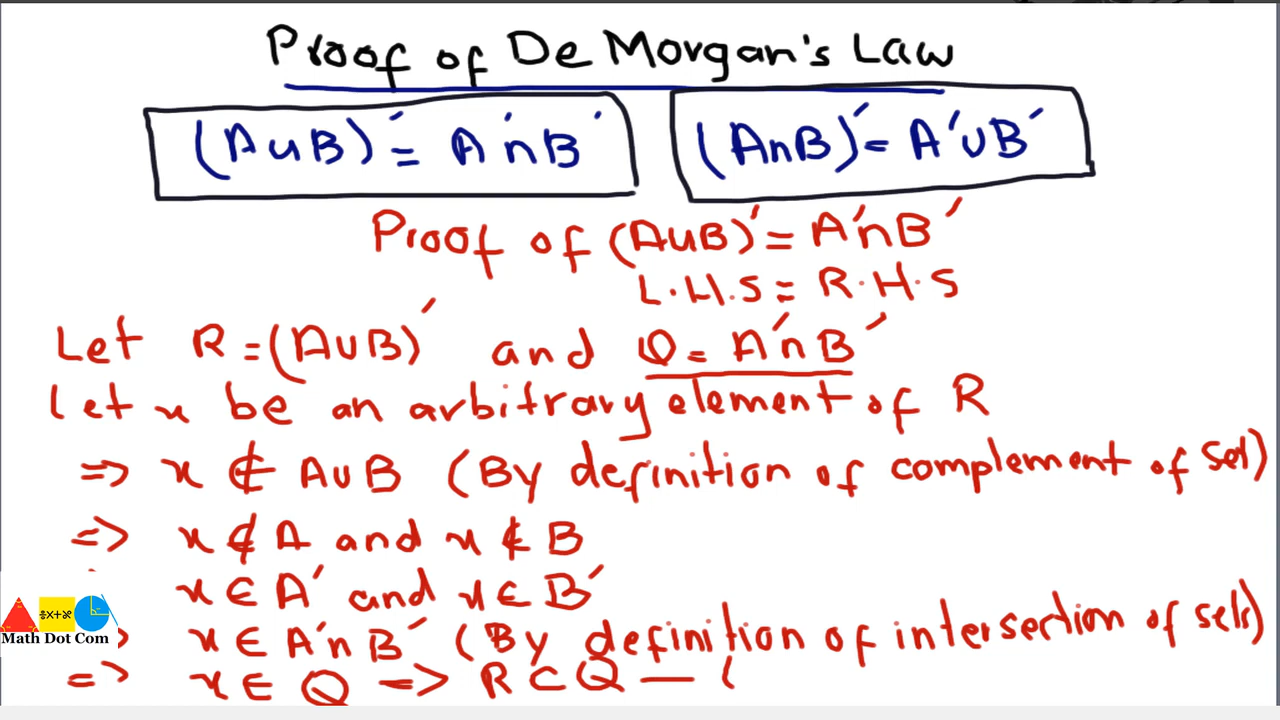 Proof of De Morgan's Law
(A∪B)′ = A′∩B′ (A∩B)′ = A′∪B′
Proof of (A∪B)′ = A′∩B′
L.H.S = R.H.S
Let R = (A∪B)′ and Q = A′∩B′
Let x be an arbitrary element of R
=> x ∉ A∪B (By definition of complement of set)
=> x ∉ A and x ∉ B
x ∈ A′ and x ∈ B′
x ∈ A′∩B′ (By definition of intersection of sets)
=> x ∈ Q => R ⊂ Q — (
÷x+%
Math Dot Com